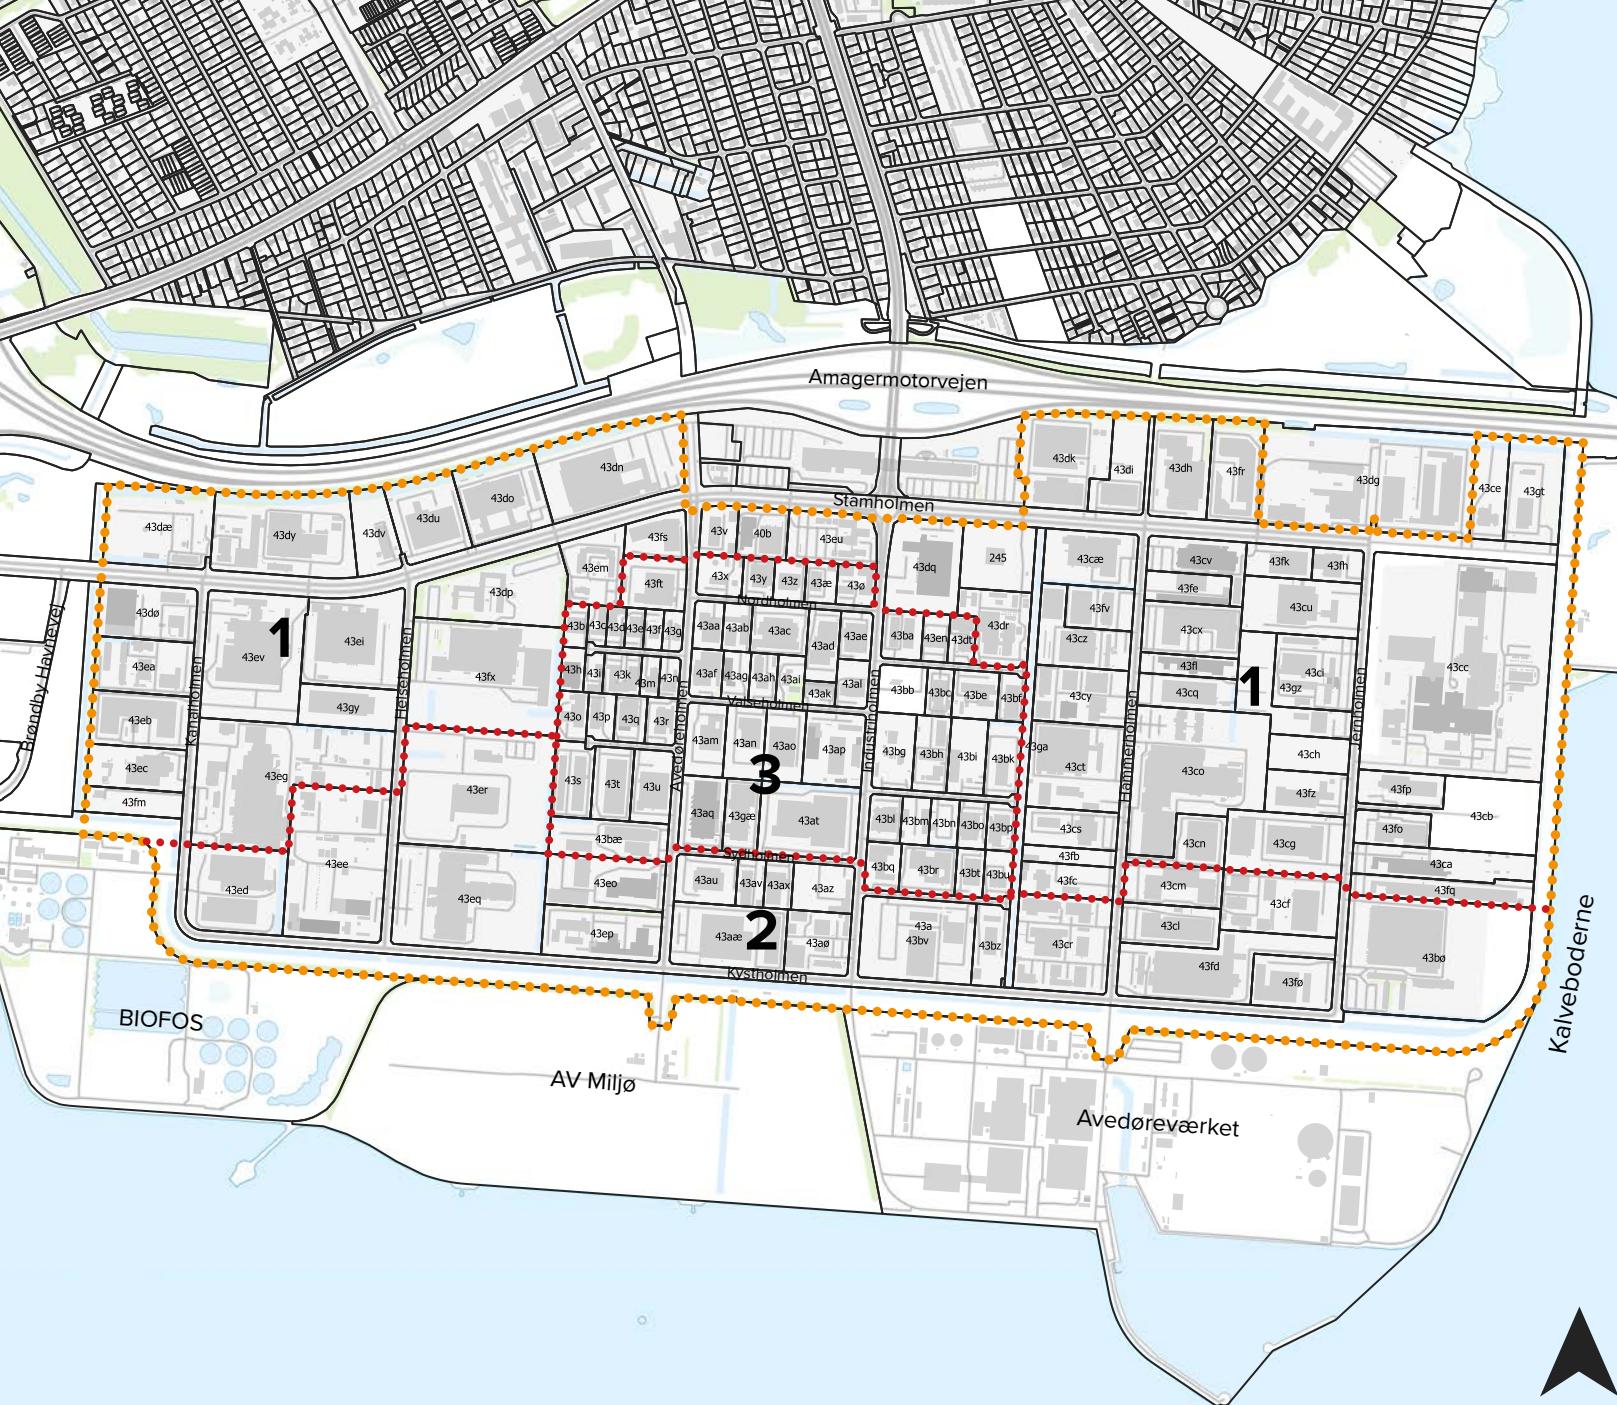 Amagermotorvejen
43dn
43dk
43di
43dh
43fr
43dg
43ce
43gt
43do
43du
Stamholmen
43dæ
43dy
43dv
43fs
43v
40b
43eu
43dq
245
43cæ
43cv
43fk
43fh
43em
43ft
43x
43y
43z
43æ
43ø
43fe
43dp
Nordholmen
43cu
43fv
43dø
43b
43c
43d
43e
43f
43g
43aa
43ab
43ac
43ad
43ae
43ba
43en
43dt
43dr
43cz
43cx
1
43ei
43ev
Brøndby Havnevej
43ea
43h
43i
43k
43m
43n
43af
43ag
43ah
43ai
43ak
43al
43bb
43bc
43be
43bf
43cy
43fl
43cq
1
43ci
43gz
43cc
Kanalholmen
Helseholmen
43fx
43gy
Avedøreholmen
Valseholmen
Industriholmen
Hammerholmen
Jernholmen
43eb
43o
43p
43q
43r
43am
43an
43ao
43ap
43bg
43bh
43bi
43bk
43ga
43ct
43co
43ch
43ec
43eg
43er
43s
43t
43u
3
43fz
43fp
43cb
43fm
43aq
43gæ
43at
43bl
43bm
43bn
43bo
43bp
43cs
43fo
43bæ
Sydholmen
43fb
43cn
43cg
43ca
43ee
43ed
43eo
43au
43av
43ax
43az
43bq
43br
43bt
43bu
43fc
43cm
43fq
43eq
43cf
43ep
43aæ
2
43aø
43a
43bv
43bz
43cr
43cl
43fd
43fø
43bø
Kystholmen
Kalveboderne
BIOFOS
AV Miljø
Avedøreværket